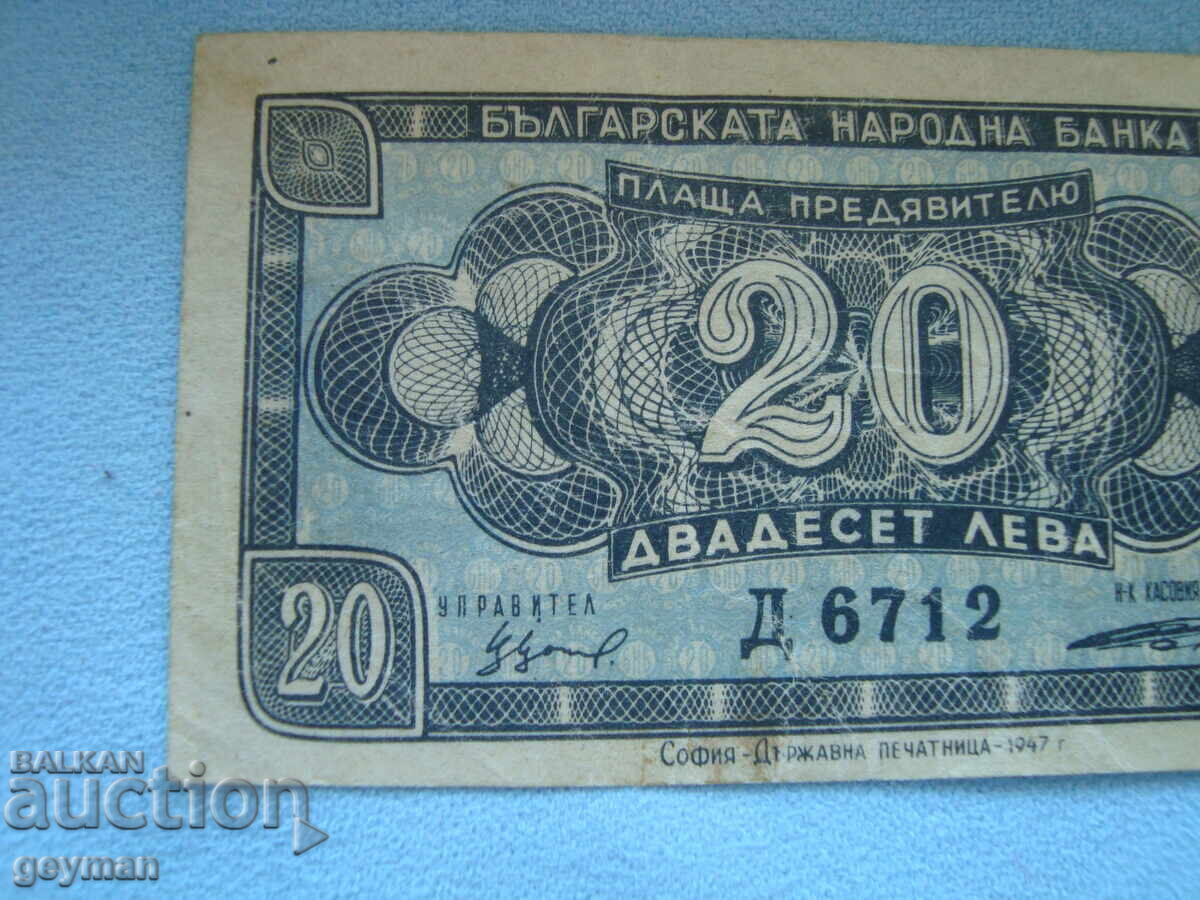 БЪЛГАРСКАТА НАРОДНА БАНКА
ПЛАЩА ПРЕДЯВИТЕЛЮ
20
ДВАДЕСЕТ ЛЕВА
УПРАВИТЕЛ
Д 6712
20
София - Държавна печатница - 1947 г
BALKAN
auction
geyman